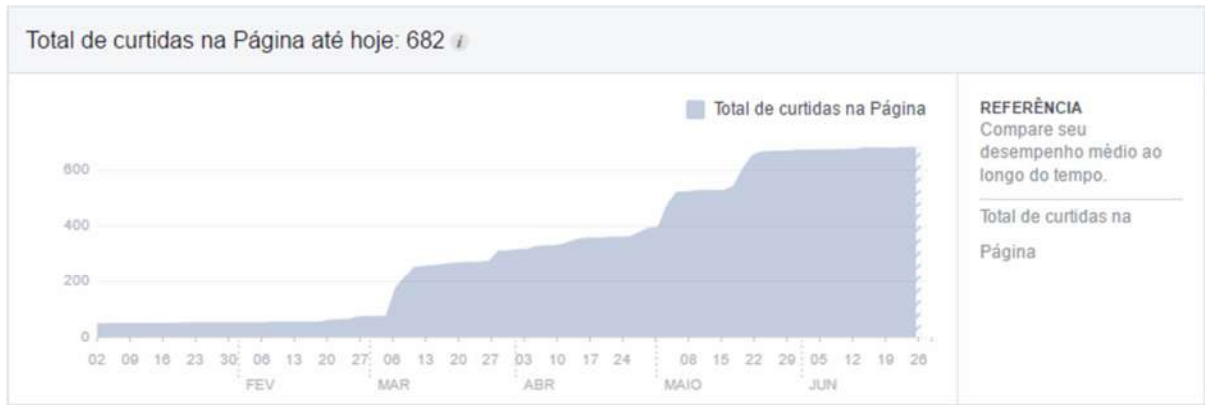 Total de curtidas na Página até hoje: 682 i
Total de curtidas na Página
600
400
200
0
02 09 16 23 30 06 13 20 27 06 13 20 27 03 10 17 24 08 15 22 29 05 12 19 26
FEV MAR ABR MAIO JUN
REFERÊNCIA
Compare seu
desempenho médio ao
longo do tempo.
Total de curtidas na
Página